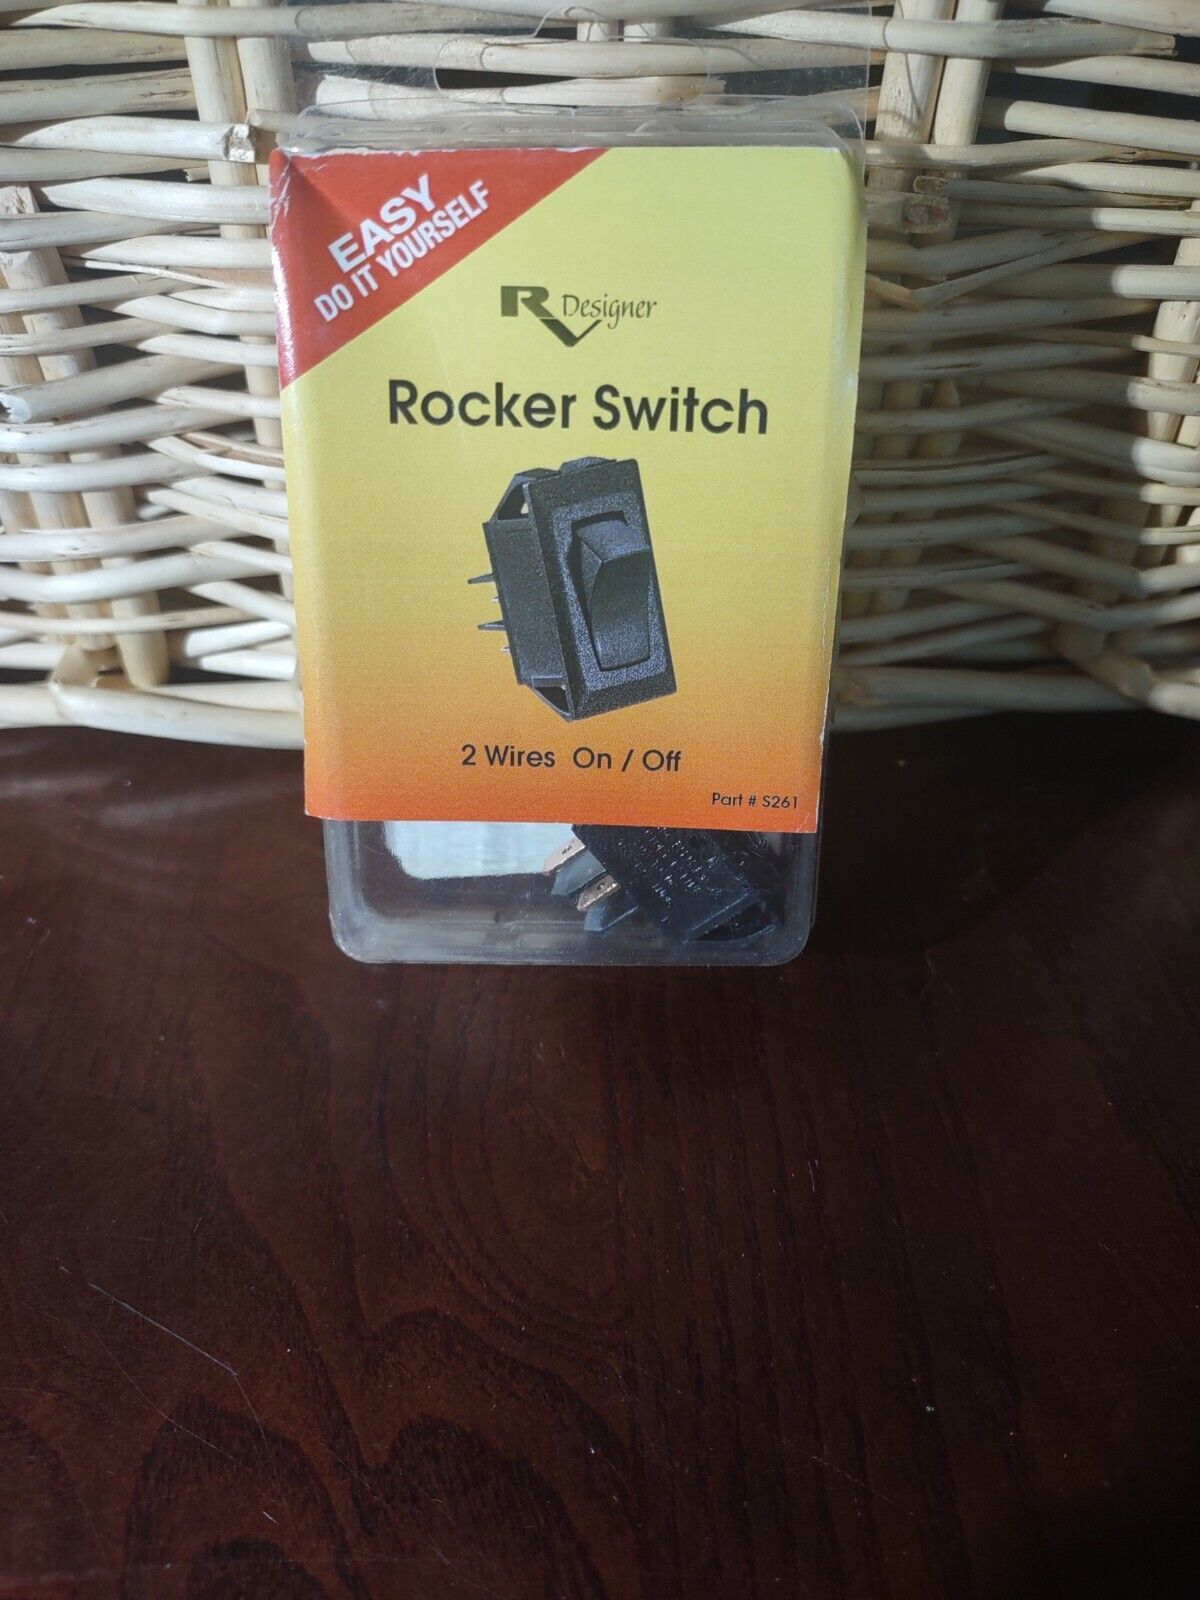 EASY
DO IT YOURSELF
RV Designer
Rocker Switch
2 Wires On / Off
Part # S261